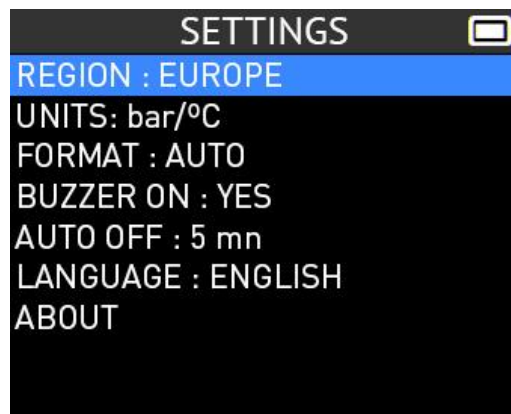 SETTINGS
REGION : EUROPE
UNITS: bar/ºC
FORMAT : AUTO
BUZZER ON : YES
AUTO OFF : 5 mn
LANGUAGE : ENGLISH
ABOUT